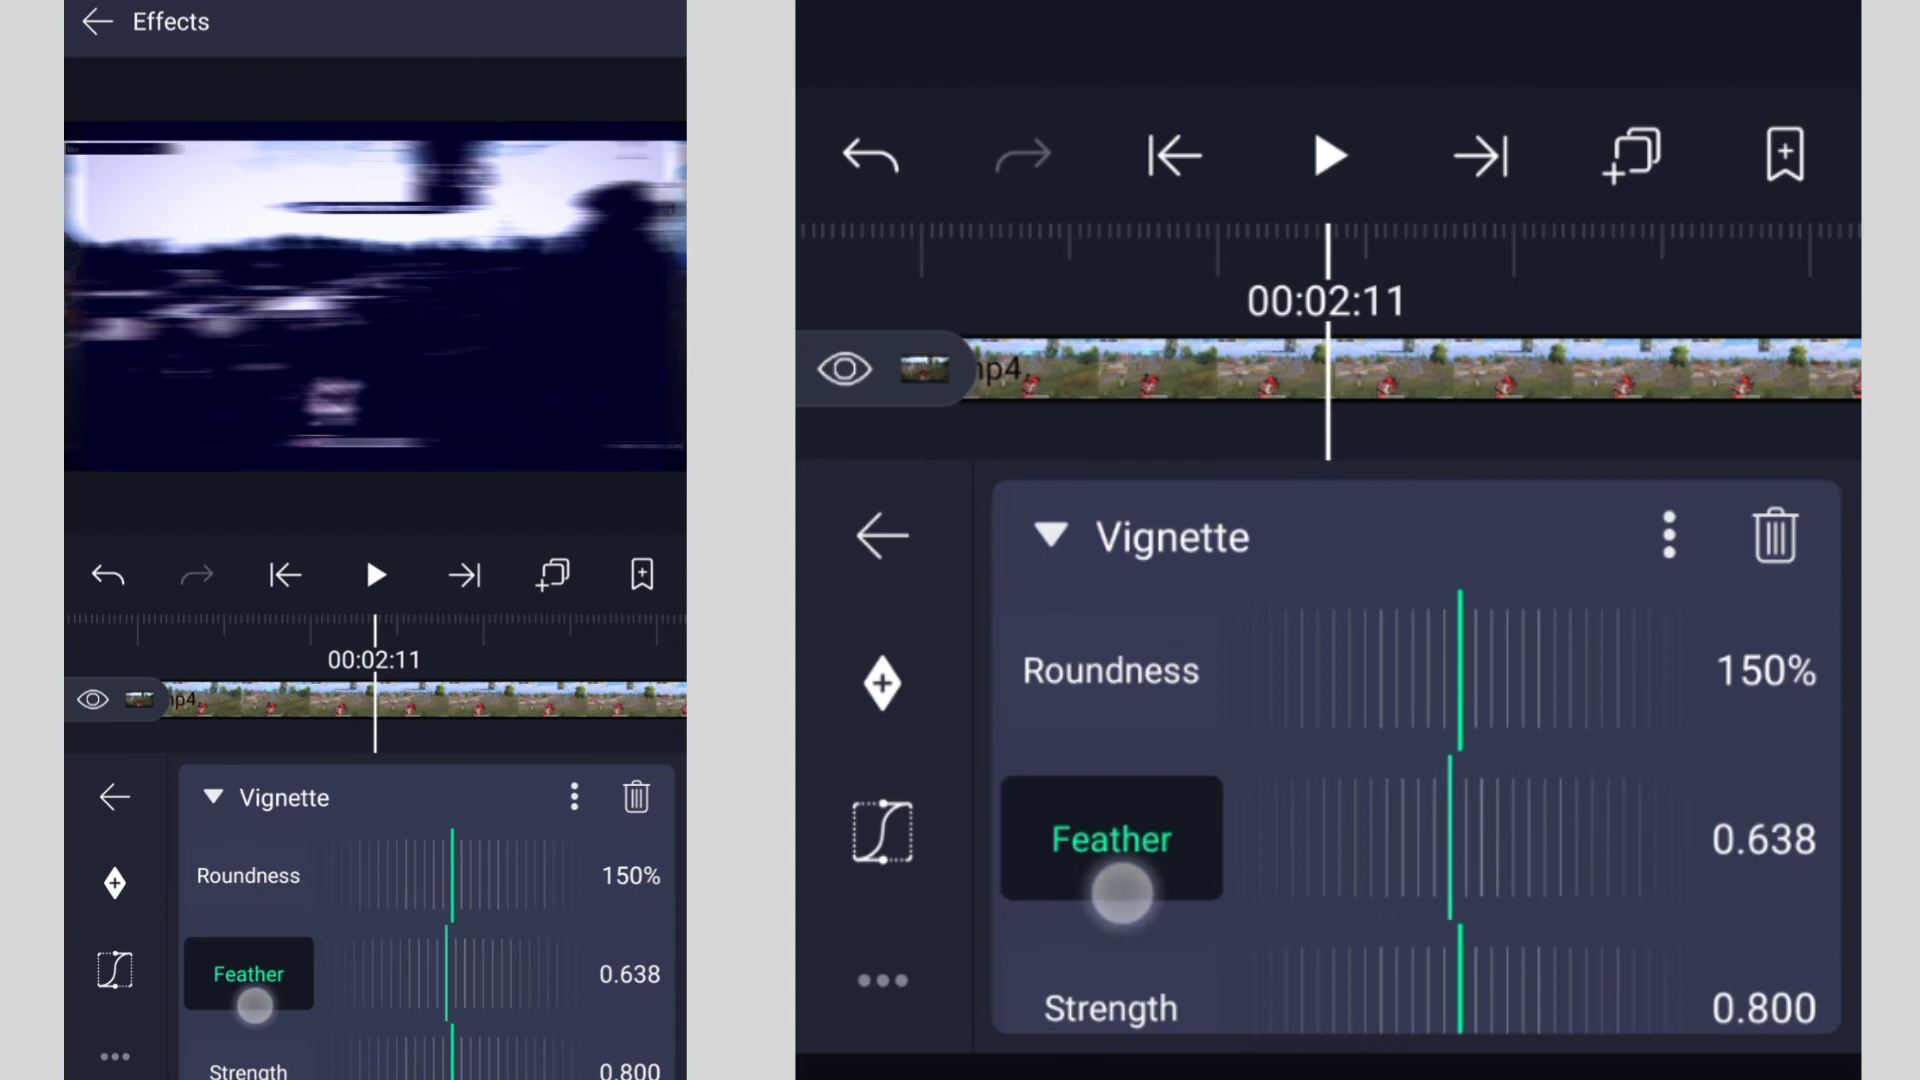 Effects
00:02:11
mp4
Vignette
Roundness 150%
Feather 0.638
Strength 0.800
00:02:11
mp4
Vignette
Roundness 150%
Feather 0.638
Strength 0.800